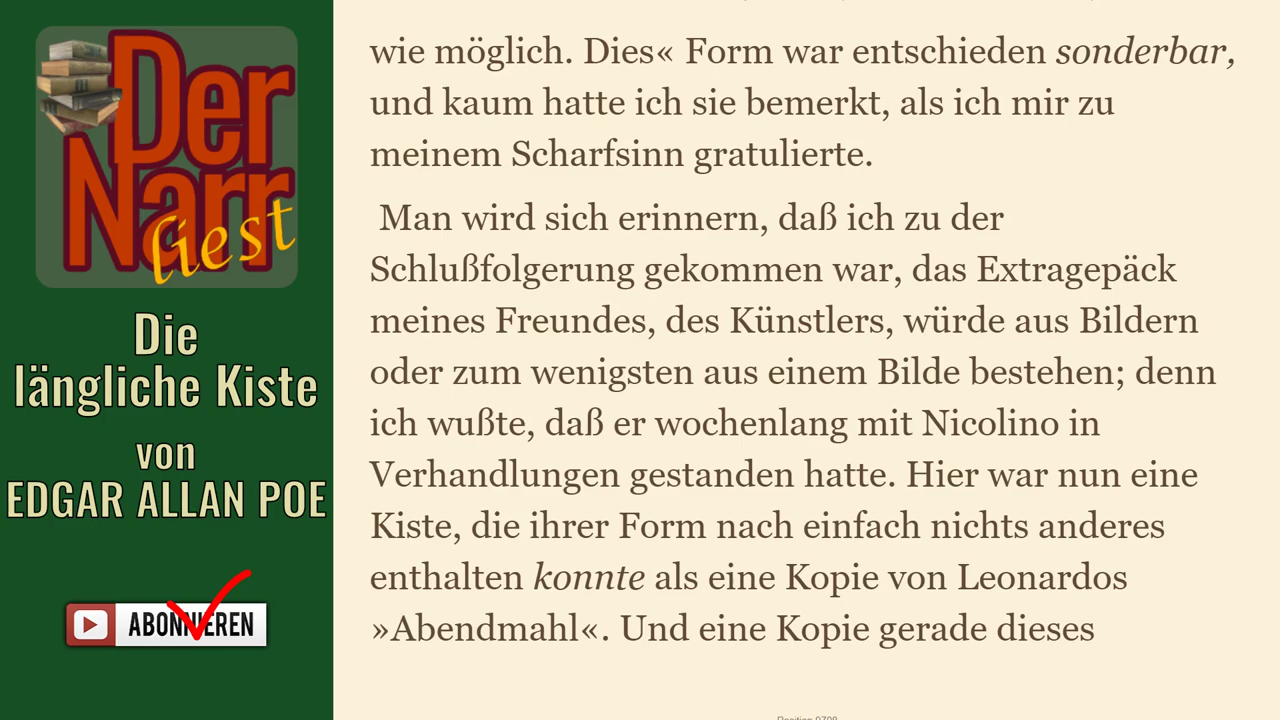 Der
Narr
liest
Die
längliche Kiste
von
EDGAR ALLAN POE
ABONNIEREN
wie möglich. Dies« Form war entschieden sonderbar,
und kaum hatte ich sie bemerkt, als ich mir zu
meinem Scharfsinn gratulierte.
Man wird sich erinnern, daß ich zu der
Schlußfolgerung gekommen war, das Extragepäck
meines Freundes, des Künstlers, würde aus Bildern
oder zum wenigsten aus einem Bilde bestehen; denn
ich wußte, daß er wochenlang mit Nicolino in
Verhandlungen gestanden hatte. Hier war nun eine
Kiste, die ihrer Form nach einfach nichts anderes
enthalten konnte als eine Kopie von Leonardos
»Abendmahl«. Und eine Kopie gerade dieses